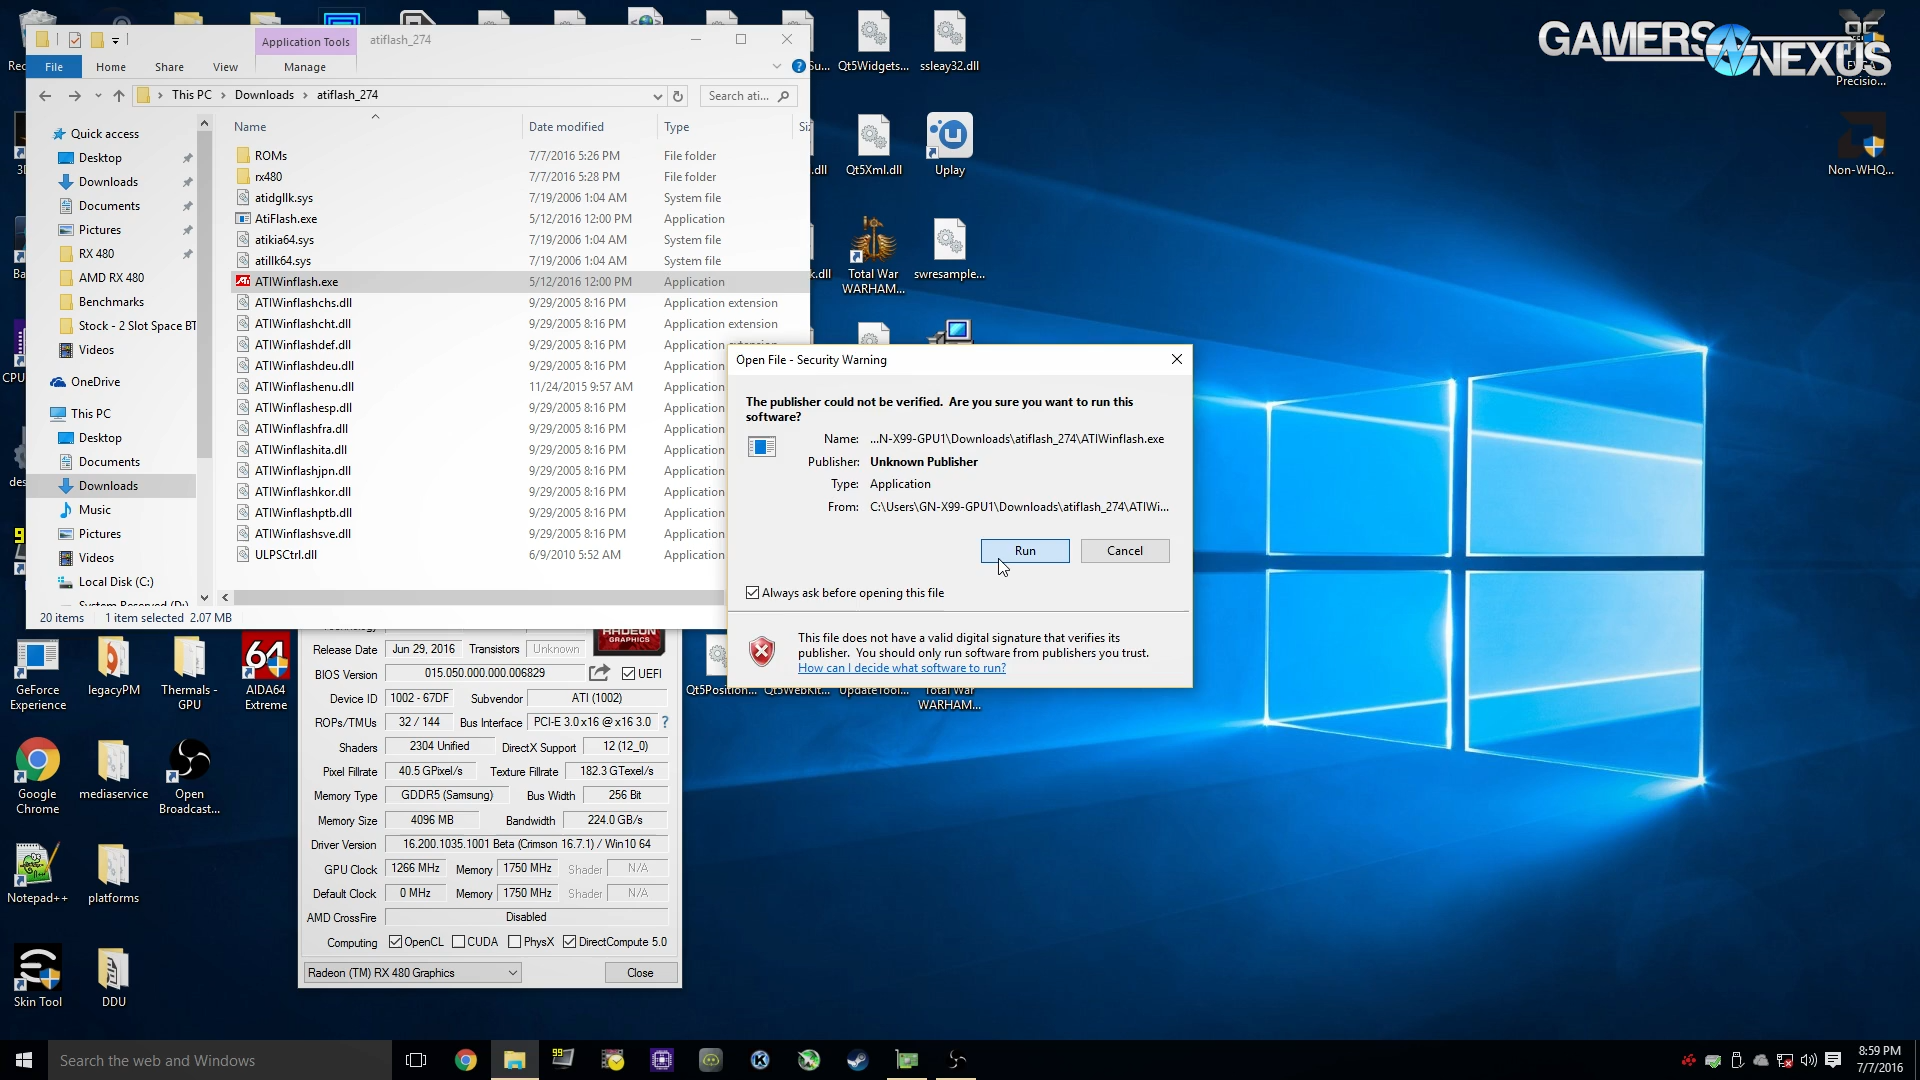 Application Tools
atiflash_274
File
Home
Share
View
Manage
This PC > Downloads > atiflash_274
Search ati...
Quick access
Desktop
Downloads
Documents
Pictures
RX 480
AMD RX 480
Benchmarks
Stock - 2 Slot Space BT
Videos
OneDrive
This PC
Desktop
Documents
Downloads
Music
Pictures
Videos
Local Disk (C:)
System Reserved (D:)
Name Date modified Type
ROMs 7/7/2016 5:26 PM File folder
rx480 7/7/2016 5:28 PM File folder
atidgllk.sys 7/19/2006 1:04 AM System file
AtiFlash.exe 5/12/2016 12:00 PM Application
atikia64.sys 7/19/2006 1:04 AM System file
atillk64.sys 7/19/2006 1:04 AM System file
ATIWinflash.exe 5/12/2016 12:00 PM Application
ATIWinflashchs.dll 9/29/2005 8:16 PM Application extension
ATIWinflashcht.dll 9/29/2005 8:16 PM Application extension
ATIWinflashdef.dll 9/29/2005 8:16 PM Application extension
ATIWinflashdeu.dll 9/29/2005 8:16 PM Application
ATIWinflashenu.dll 11/24/2015 9:57 AM Application
ATIWinflashesp.dll 9/29/2005 8:16 PM Application
ATIWinflashfra.dll 9/29/2005 8:16 PM Application
ATIWinflashita.dll 9/29/2005 8:16 PM Application
ATIWinflashjpn.dll 9/29/2005 8:16 PM Application
ATIWinflashkor.dll 9/29/2005 8:16 PM Application
ATIWinflashptb.dll 9/29/2005 8:16 PM Application
ATIWinflashsve.dll 9/29/2005 8:16 PM Application
ULPSCtrl.dll 6/9/2010 5:52 AM Application
20 items 1 item selected 2.07 MB
Qt5Widgets...
ssleay32.dll
Qt5Xml.dll
Uplay
Total War
WARHAM...
swresample...
GAMERS NEXUS
Precisio...
Non-WHQ...
Open File - Security Warning
The publisher could not be verified. Are you sure you want to run this
software?
Name: ...N-X99-GPU1\Downloads\atiflash_274\ATIWinflash.exe
Publisher: Unknown Publisher
Type: Application
From: C:\Users\GN-X99-GPU1\Downloads\atiflash_274\ATIWi...
Run
Cancel
Always ask before opening this file
This file does not have a valid digital signature that verifies its
publisher. You should only run software from publishers you trust.
How can I decide what software to run?
Qt5Position...
Qt5WebKit...
UpdateTool...
Total War
WARHAM...
RADEON
GRAPHICS
Release Date Jun 29, 2016 Transistors Unknown
BIOS Version 015.050.000.000.006829 UEFI
Device ID 1002 - 67DF Subvendor ATI (1002)
ROPs/TMUs 32 / 144 Bus Interface PCI-E 3.0 x16 @ x16 3.0 ?
Shaders 2304 Unified DirectX Support 12 (12_0)
Pixel Fillrate 40.5 GPixel/s Texture Fillrate 182.3 GTexel/s
Memory Type GDDR5 (Samsung) Bus Width 256 Bit
Memory Size 4096 MB Bandwidth 224.0 GB/s
Driver Version 16.200.1035.1001 Beta (Crimson 16.7.1) / Win10 64
GPU Clock 1266 MHz Memory 1750 MHz Shader N/A
Default Clock 0 MHz Memory 1750 MHz Shader N/A
AMD CrossFire Disabled
Computing OpenCL CUDA PhysX DirectCompute 5.0
Radeon (TM) RX 480 Graphics
Close
GeForce
Experience
legacyPM
Thermals -
GPU
64
AIDA64
Extreme
Google
Chrome
mediaservice
Open
Broadcast...
Notepad++
platforms
Skin Tool
DDU
Search the web and Windows
8:59 PM
7/7/2016